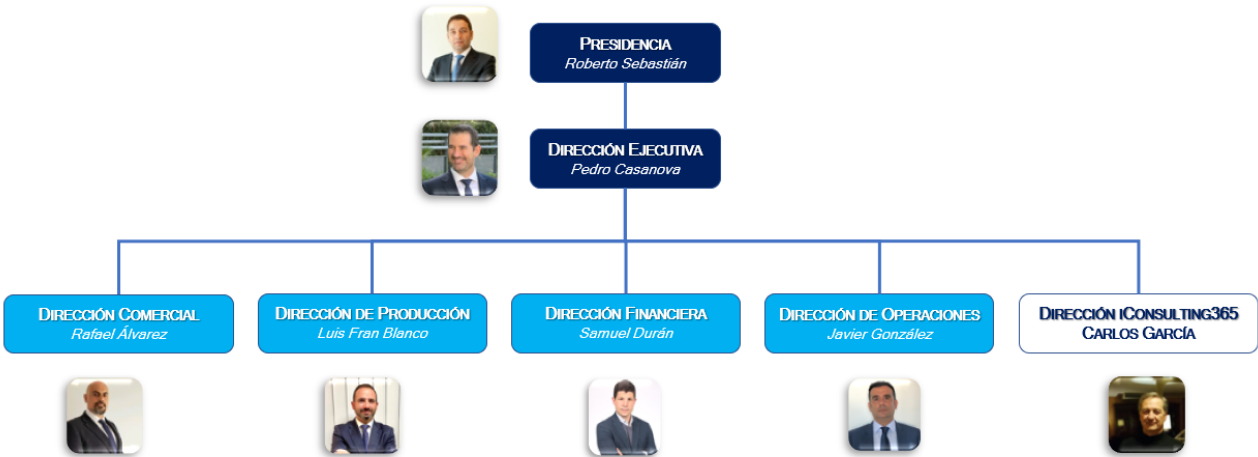 PRESIDENCIA
Roberto Sebastián
DIRECCIÓN EJECUTIVA
Pedro Casanova
DIRECCIÓN COMERCIAL
Rafael Álvarez
DIRECCIÓN DE PRODUCCIÓN
Luis Fran Blanco
DIRECCIÓN FINANCIERA
Samuel Durán
DIRECCIÓN DE OPERACIONES
Javier González
DIRECCIÓN ICONSULTING365
CARLOS GARCÍA